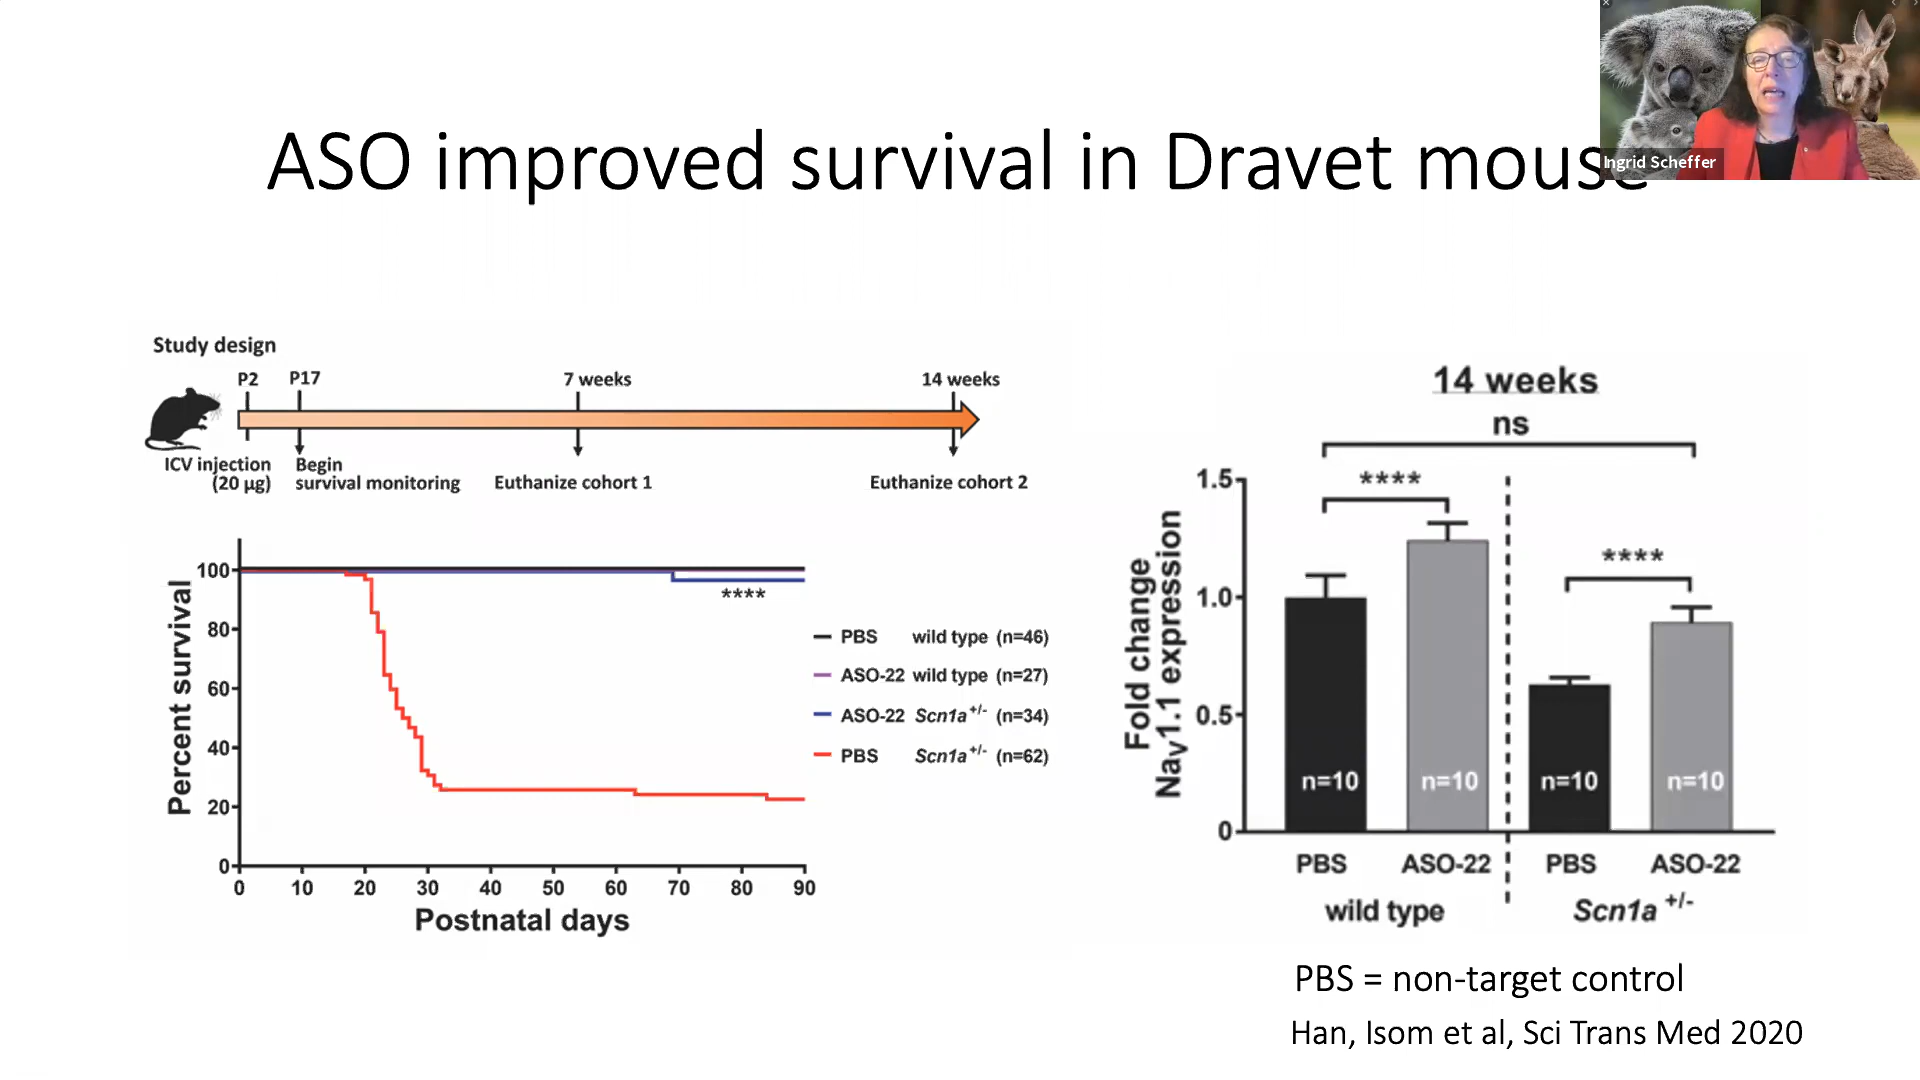 ASO improved survival in Dravet mouse
Ingrid Scheffer
Study design
P2 P17 7 weeks 14 weeks
ICV injection
(20 µg)
Begin
survival monitoring
Euthanize cohort 1
Euthanize cohort 2
Percent survival
100
80
60
40
20
0
****
0 10 20 30 40 50 60 70 80 90
Postnatal days
PBS wild type (n=46)
ASO-22 wild type (n=27)
ASO-22 Scn1a +/- (n=34)
PBS Scn1a +/- (n=62)
14 weeks
ns
**** ****
Fold change
Nav1.1 expression
1.5
1.0
0.5
0
n=10 n=10 n=10 n=10
PBS ASO-22 PBS ASO-22
wild type Scn1a +/-
PBS = non-target control
Han, Isom et al, Sci Trans Med 2020